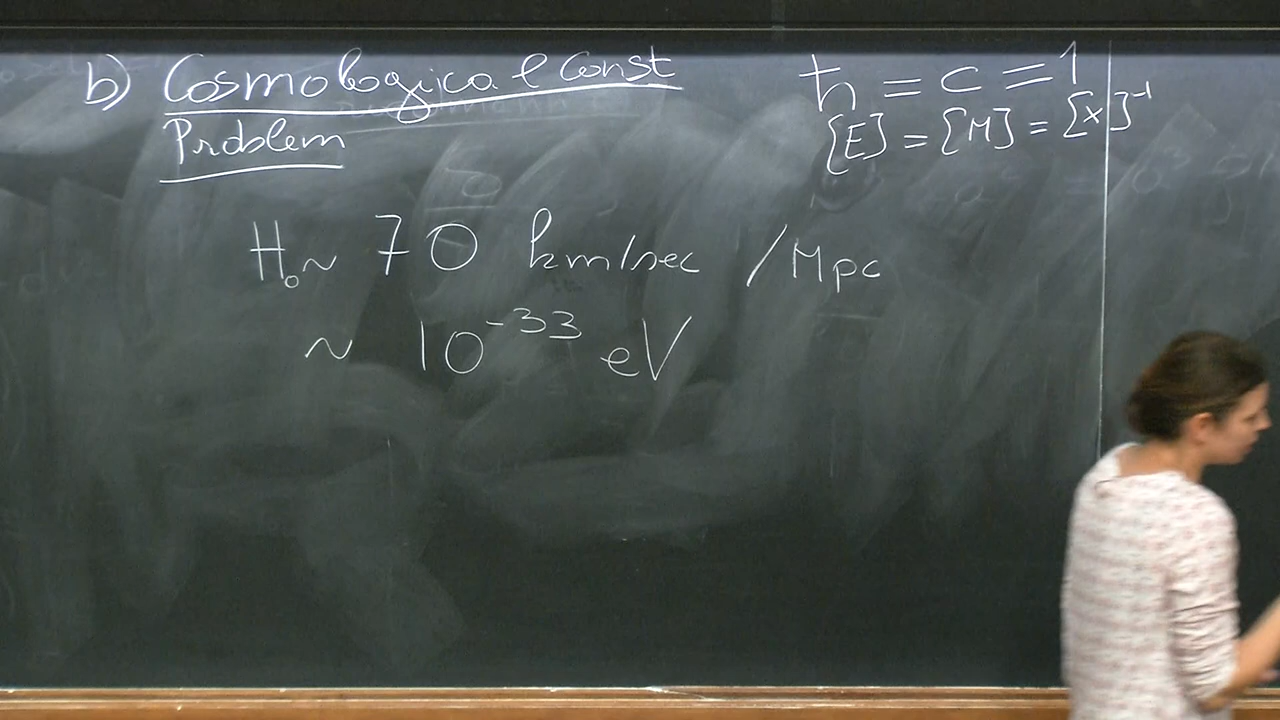 b) Cosmological Const
Problem
ħ = c = 1
[E] = [M] = [x]⁻¹
H₀ ~ 70 km/sec /Mpc
~ 10⁻³³ eV